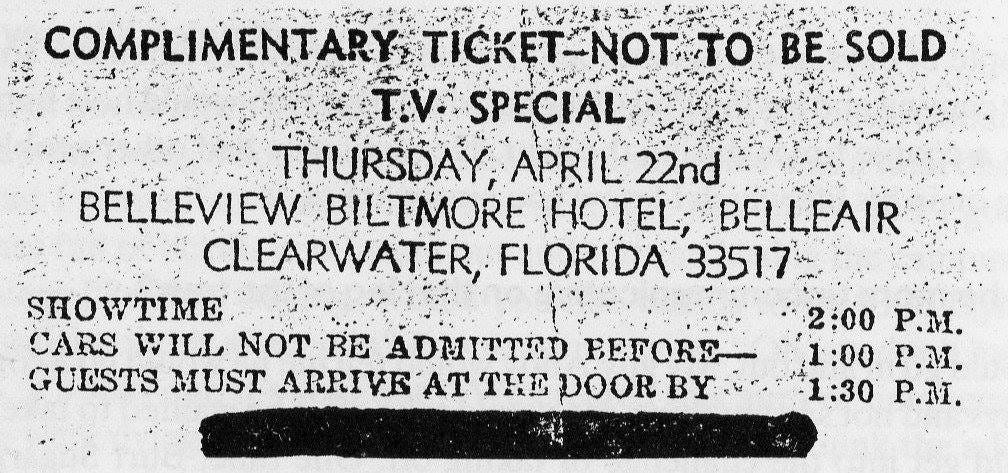 COMPLIMENTARY TICKET—NOT TO BE SOLD
T.V. SPECIAL
THURSDAY, APRIL 22nd
BELLEVIEW BILTMORE HOTEL, BELLEAIR
CLEARWATER, FLORIDA 33517
SHOWTIME 2:00 P.M.
CARS WILL NOT BE ADMITTED BEFORE— 1:00 P.M.
GUESTS MUST ARRIVE AT THE DOOR BY 1:30 P.M.